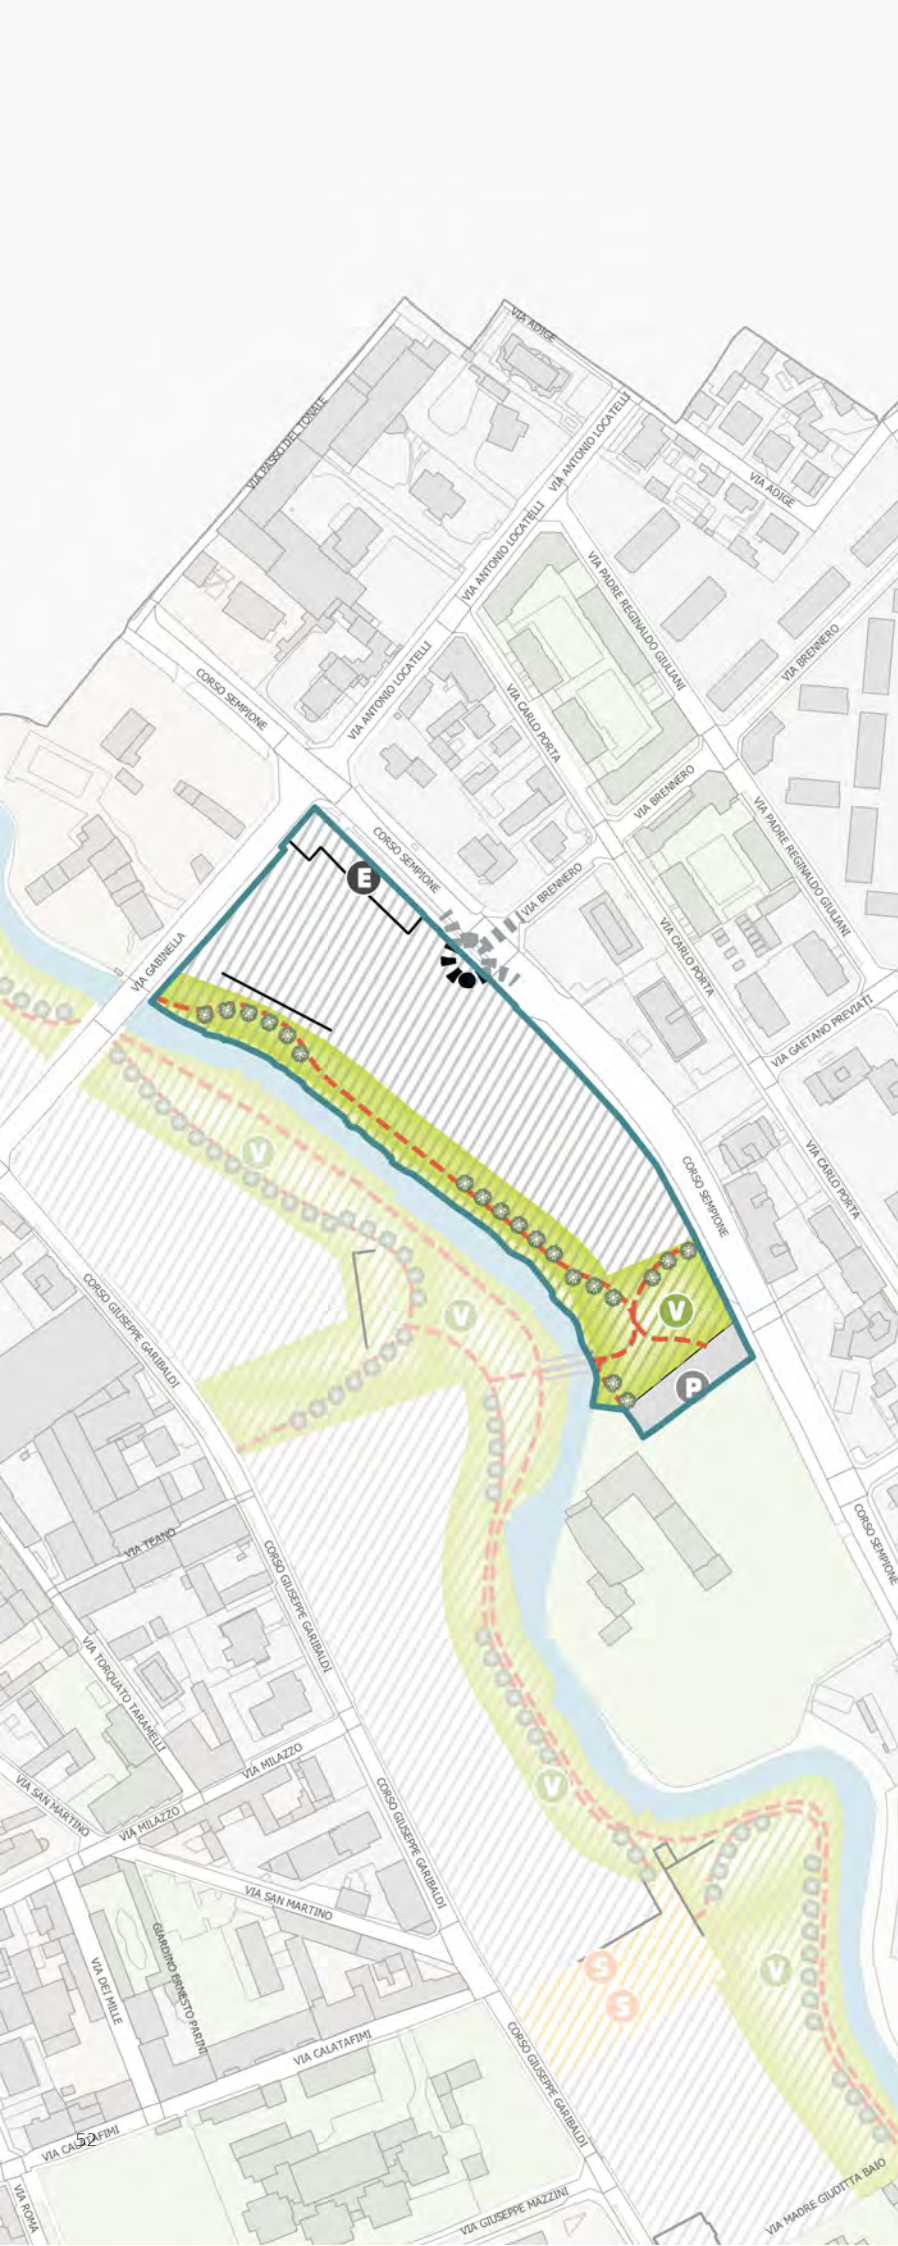 VIA ADIGE
VIA PASSO DEL TONALE
VIA ANTONIO LOCATELLI
VIA ADIGE
VIA ANTONIO LOCATELLI
VIA PADRE REGINALDO GIULIANI
VIA BRENNERO
VIA ANTONIO LOCATELLI
CORSO SEMPIONE
VIA CARLO PORTA
VIA BRENNERO
VIA PADRE REGINALDO GIULIANI
CORSO SEMPIONE
E
VIA BRENNERO
VIA CARLO PORTA
VIA GABINELLA
VIA GAETANO PREVIATI
V
VIA CARLO PORTA
CORSO SEMPIONE
V
V
CORSO GIUSEPPE GARIBALDI
P
CORSO SEMPIONE
VIA TEANO
CORSO GIUSEPPE GARIBALDI
VIA TORQUATO TARAMELLI
VIA MILAZZO
V
VIA SAN MARTINO
VIA MILAZZO
CORSO GIUSEPPE GARIBALDI
VIA SAN MARTINO
GIARDINO ERNESTO PARINI
VIA DEI MILLE
S
V
S
VIA CALATAFIMI
CORSO GIUSEPPE GARIBALDI
52
VIA CALATAFIMI
VIA MADRE GIUDITTA BAIO
VIA ROMA
VIA GIUSEPPE MAZZINI